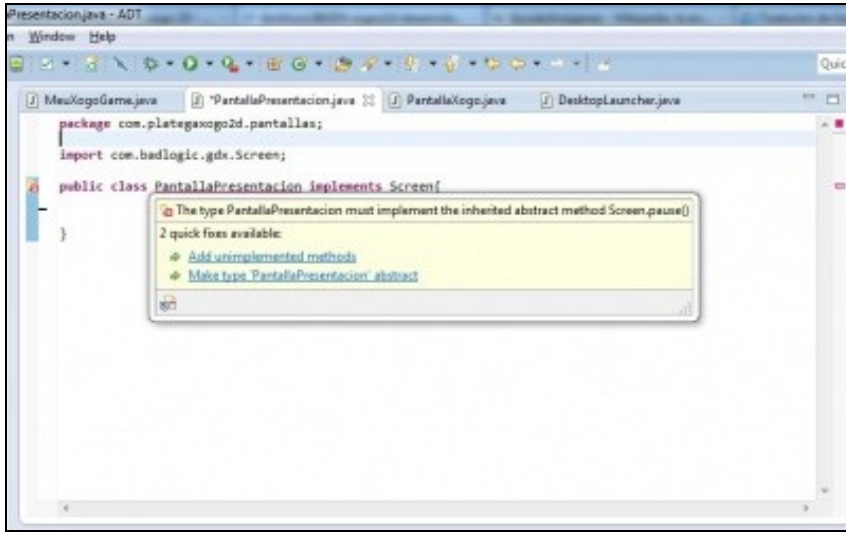 Presentacion.java - ADT
n Window Help
Quic
MeuXogoGame.java *PantallaPresentacion.java PantallaXogo.java DesktopLauncher.java
package com.plategaxogo2d.pantallas;
import com.badlogic.gdx.Screen;
public class PantallaPresentacion implements Screen{
The type PantallaPresentacion must implement the inherited abstract method Screen.pause()
2 quick fixes available:
Add unimplemented methods
Make type 'PantallaPresentacion' abstract
}